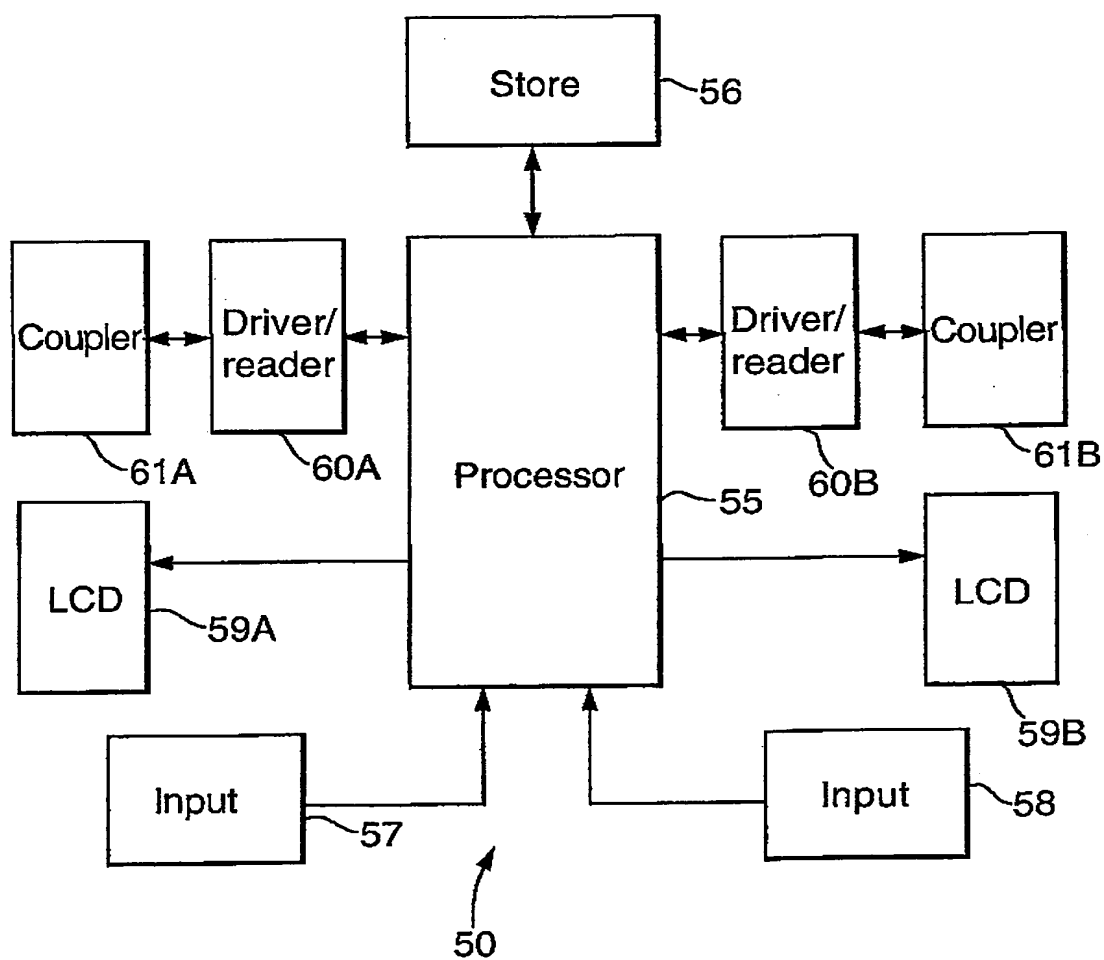 Store
56
Coupler
Driver/
reader
Driver/
reader
Coupler
61A
60A
Processor
60B
61B
55
LCD
59A
LCD
59B
Input
57
Input
58
50